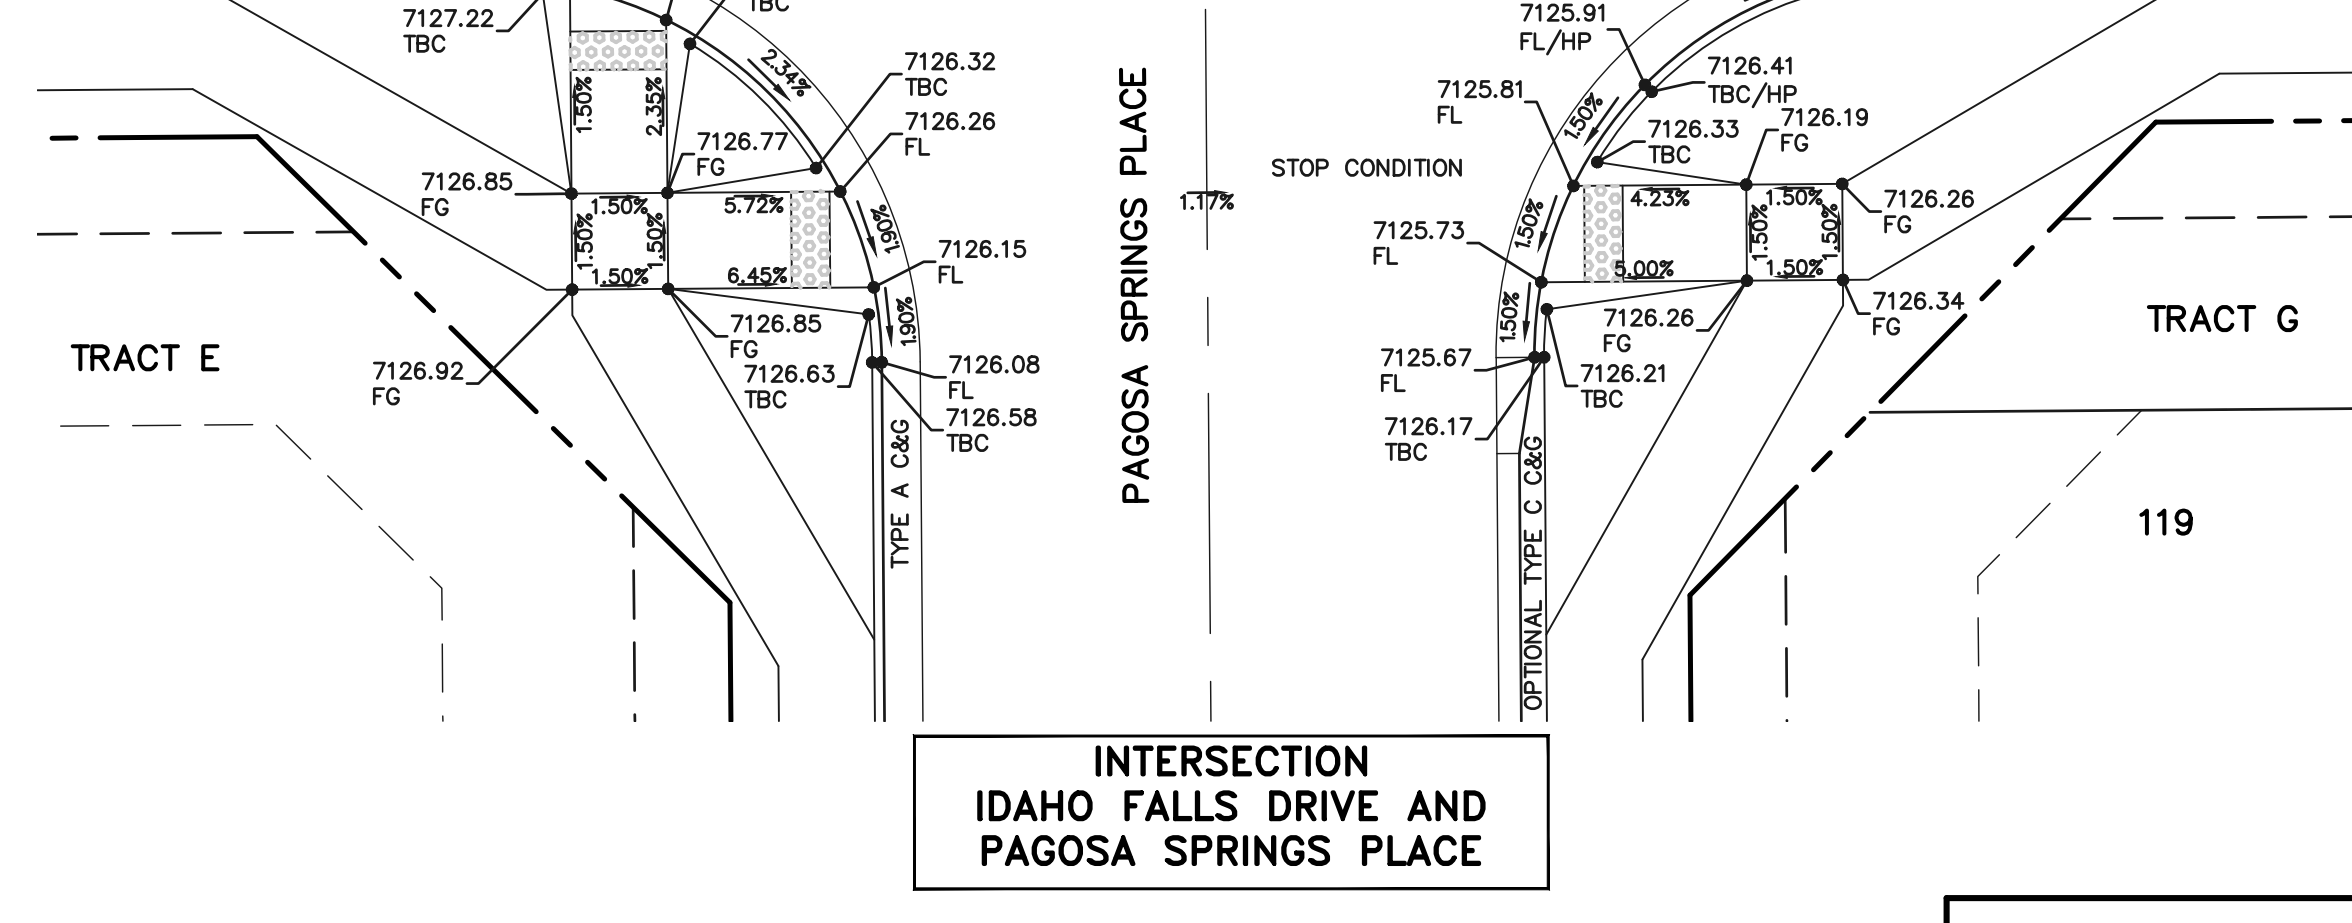 7127.22
TBC
TBC
2.34%
7126.32
TBC
7126.26
FL
1.50%
2.35%
7126.77
FG
7126.85
FG
1.50%
5.72%
1.50%
1.50%
1.50%
6.45%
1.90%
7126.15
FL
1.90%
7126.92
FG
7126.85
FG
7126.63
TBC
7126.08
FL
7126.58
TBC
TRACT E
TYPE A C&G
PAGOSA SPRINGS PLACE
1.17%
STOP CONDITION
7125.91
FL/HP
7126.41
TBC/HP
7125.81
FL
1.50%
7126.33
TBC
7126.19
FG
4.23%
1.50%
7126.26
FG
7125.73
FL
1.50%
1.50%
1.50%
5.00%
1.50%
1.50%
7126.26
FG
7126.34
FG
7125.67
FL
7126.21
TBC
7126.17
TBC
OPTIONAL TYPE C C&G
TRACT G
119
INTERSECTION
IDAHO FALLS DRIVE AND
PAGOSA SPRINGS PLACE